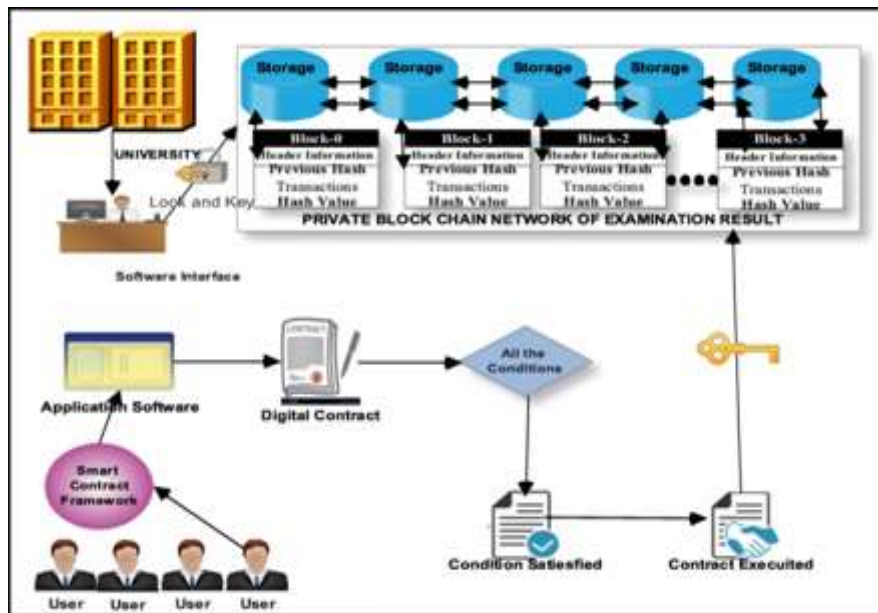 Storage
Storage
Storage
Storage
Storage
Block-0
Header Information
Previous Hash
Transactions
Hash Value
Block-1
Header Information
Previous Hash
Transactions
Hash Value
Block-2
Header Information
Previous Hash
Transactions
Hash Value
Block-3
Header Information
Previous Hash
Transactions
Hash Value
PRIVATE BLOCK CHAIN NETWORK OF EXAMINATION RESULT
UNIVERSITY
Lock and Key
Software Interface
Application Software
CONTRACT
Digital Contract
All the
Conditions
Smart
Contract
Framework
Condition Satiesfied
Contract Execuited
User
User
User
User